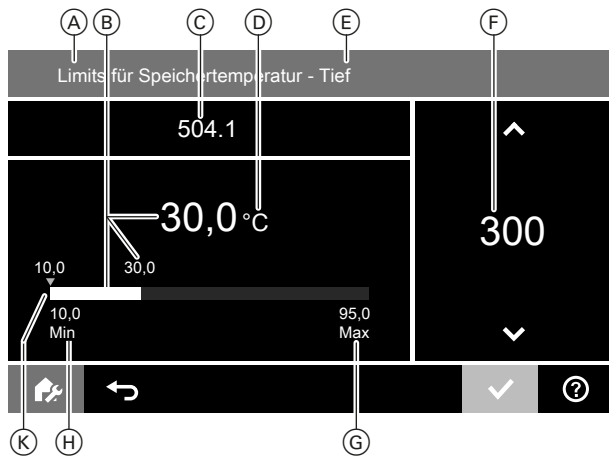 A B C D E F
Limits für Speichertemperatur - Tief
504.1
30,0 °C
300
10,0 30,0
10,0 95,0
Min Max
?
K H G